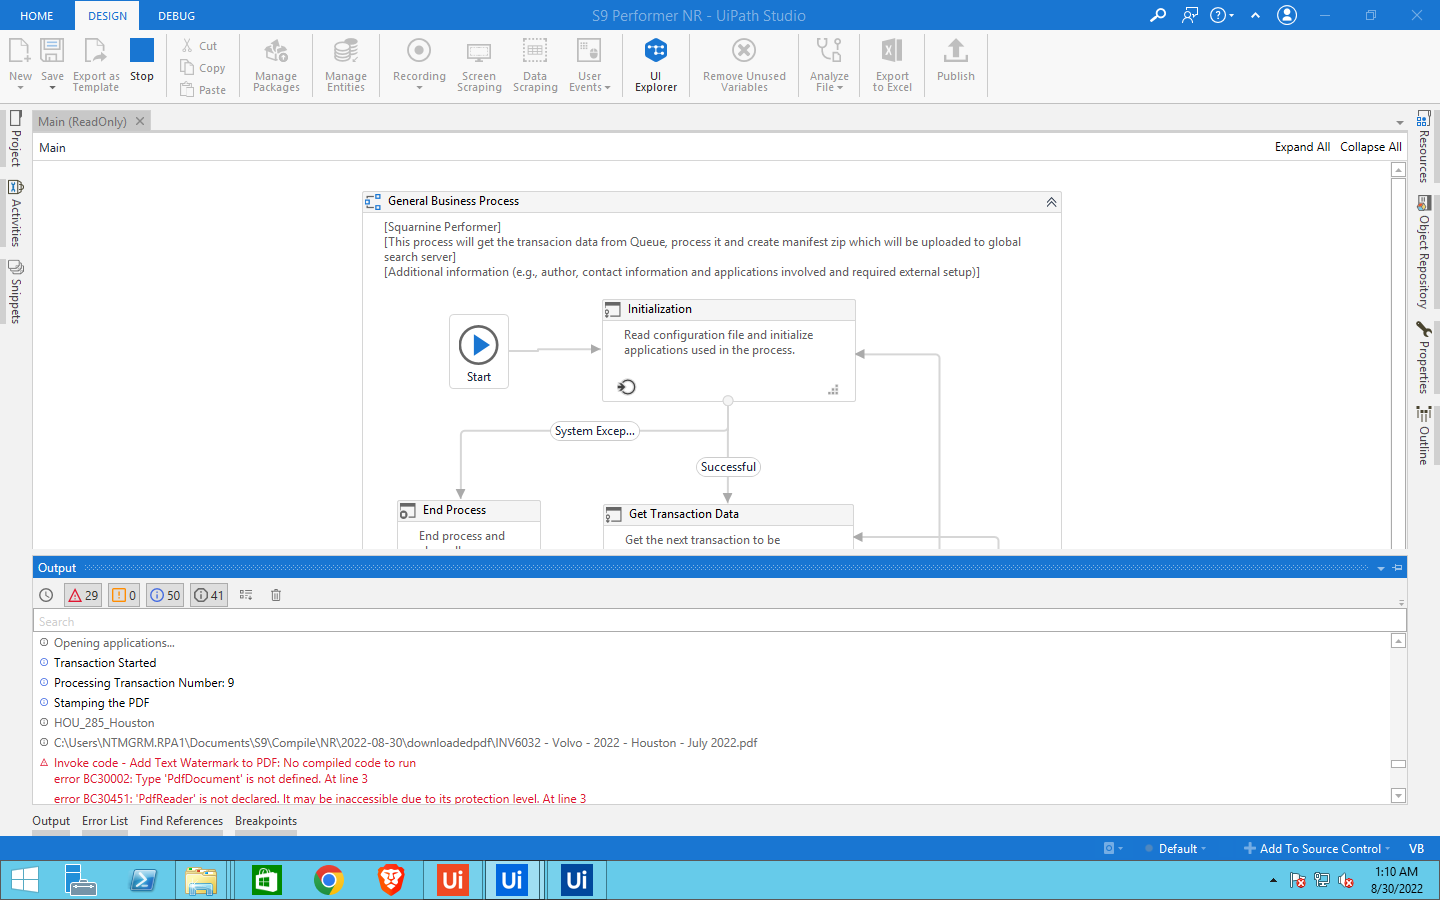 HOME
DESIGN
DEBUG
S9 Performer NR - UiPath Studio
New
Save
Export as
Template
Stop
Cut
Copy
Paste
Manage
Packages
Manage
Entities
Recording
Screen
Scraping
Data
Scraping
User
Events
UI
Explorer
Remove Unused
Variables
Analyze
File
Export
to Excel
Publish
Project
Activities
Snippets
Main (ReadOnly)
Main
Expand All
Collapse All
General Business Process
[Squarnine Performer]
[This process will get the transacion data from Queue, process it and create manifest zip which will be uploaded to global
search server]
[Additional information (e.g., author, contact information and applications involved and required external setup)]
Start
Initialization
Read configuration file and initialize
applications used in the process.
System Excep...
Successful
End Process
End process and
Get Transaction Data
Get the next transaction to be
Resources
Object Repository
Properties
Outline
Output
29
0
50
41
Search
Opening applications...
Transaction Started
Processing Transaction Number: 9
Stamping the PDF
HOU_285_Houston
C:\Users\NTMGRM.RPA1\Documents\S9\Compile\NR\2022-08-30\downloadedpdf\INV6032 - Volvo - 2022 - Houston - July 2022.pdf
Invoke code - Add Text Watermark to PDF: No compiled code to run
error BC30002: Type 'PdfDocument' is not defined. At line 3
error BC30451: 'PdfReader' is not declared. It may be inaccessible due to its protection level. At line 3
Output
Error List
Find References
Breakpoints
Default
Add To Source Control
VB
Ui
Ui
Ui
1:10 AM
8/30/2022